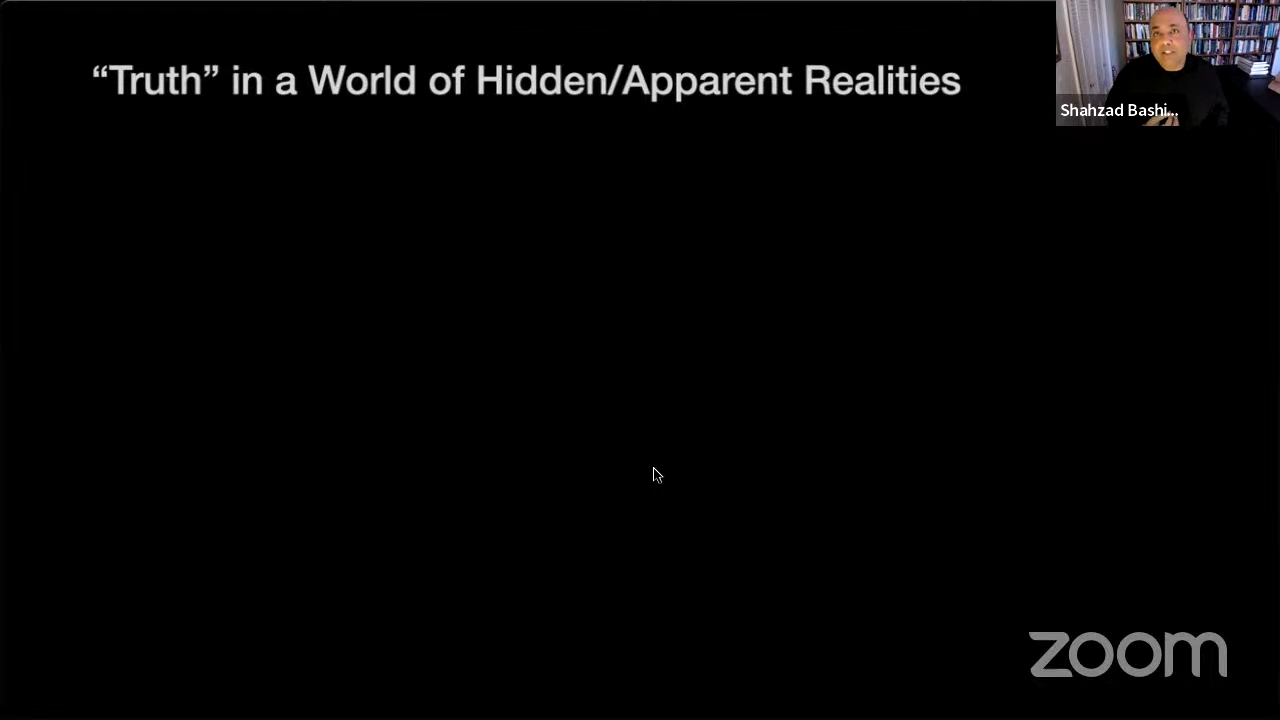 “Truth” in a World of Hidden/Apparent Realities
Shahzad Bashi...
zoom